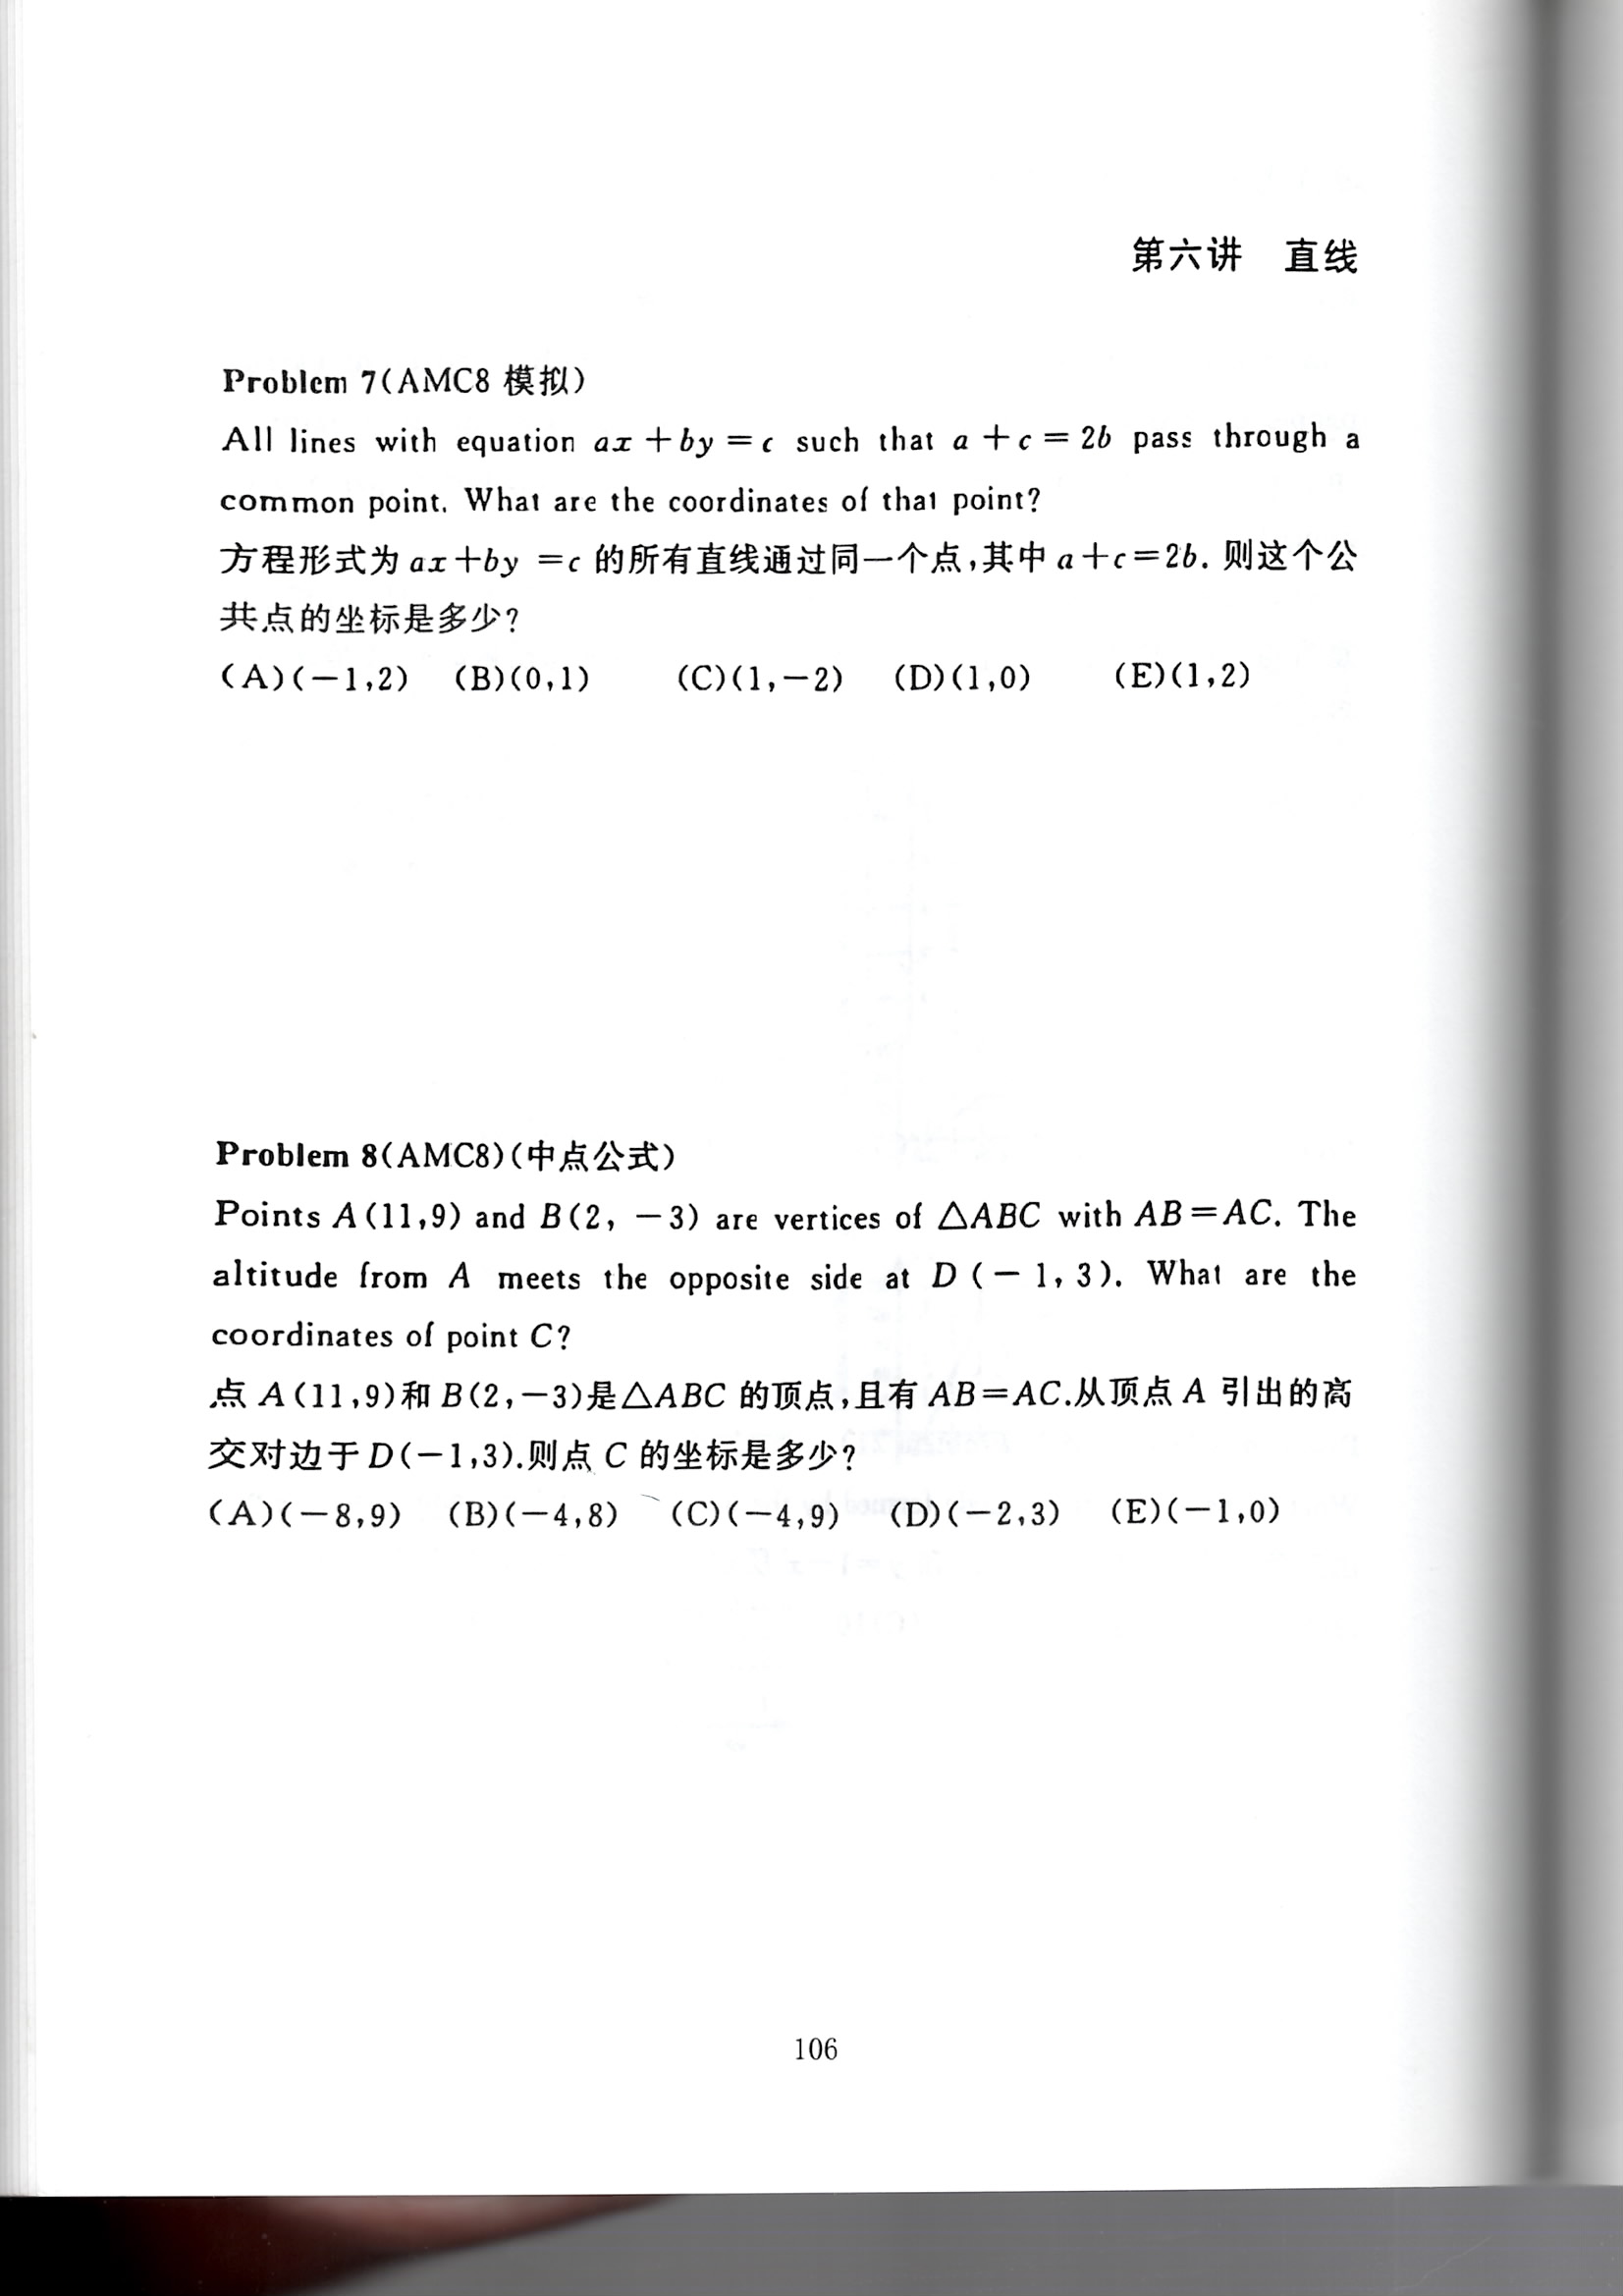 第六讲 直线
Problem 7(AMC8 模拟)
All lines with equation ax+by=c such that a+c=2b pass through a
common point. What are the coordinates of that point?
方程形式为 ax+by=c 的所有直线通过同一个点,其中 a+c=2b. 则这个公
共点的坐标是多少?
(A)(-1,2) (B)(0,1) (C)(1,-2) (D)(1,0) (E)(1,2)
Problem 8(AMC8)(中点公式)
Points A(11,9) and B(2, -3) are vertices of △ABC with AB=AC. The
altitude from A meets the opposite side at D(-1, 3). What are the
coordinates of point C?
点 A(11,9)和 B(2,-3)是△ABC 的顶点,且有 AB=AC.从顶点 A 引出的高
交对边于 D(-1,3).则点 C 的坐标是多少?
(A)(-8,9) (B)(-4,8) (C)(-4,9) (D)(-2,3) (E)(-1,0)
106